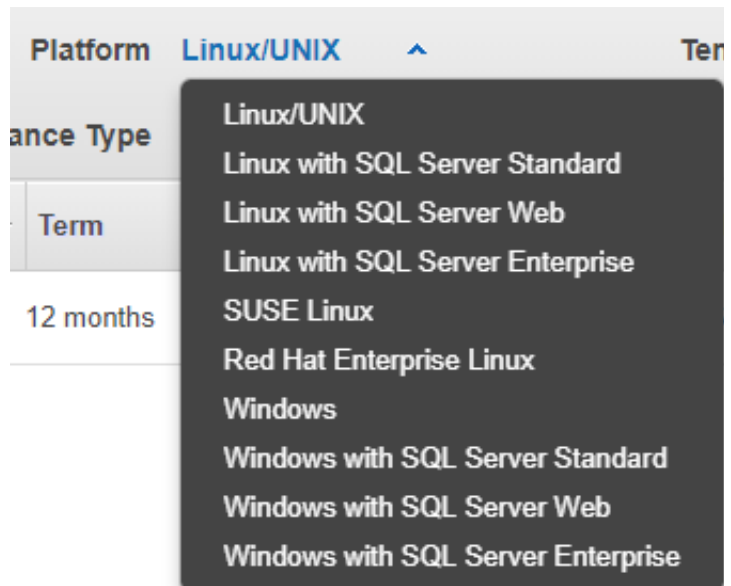 Platform Linux/UNIX Ten
ance Type
Term
12 months
Linux/UNIX
Linux with SQL Server Standard
Linux with SQL Server Web
Linux with SQL Server Enterprise
SUSE Linux
Red Hat Enterprise Linux
Windows
Windows with SQL Server Standard
Windows with SQL Server Web
Windows with SQL Server Enterprise